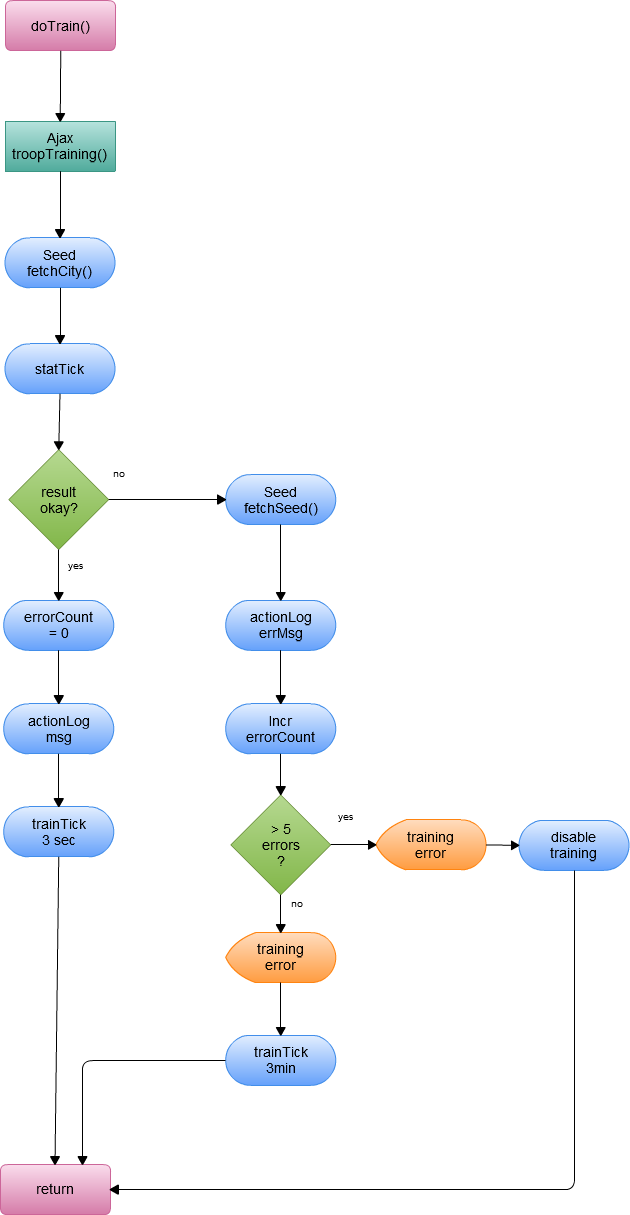 doTrain()
Ajax
troopTraining()
Seed
fetchCity()
statTick
result
okay?
no
Seed
fetchSeed()
yes
errorCount
= 0
actionLog
errMsg
actionLog
msg
Incr
errorCount
trainTick
3 sec
> 5
errors
?
yes
training
error
disable
training
no
training
error
trainTick
3min
return